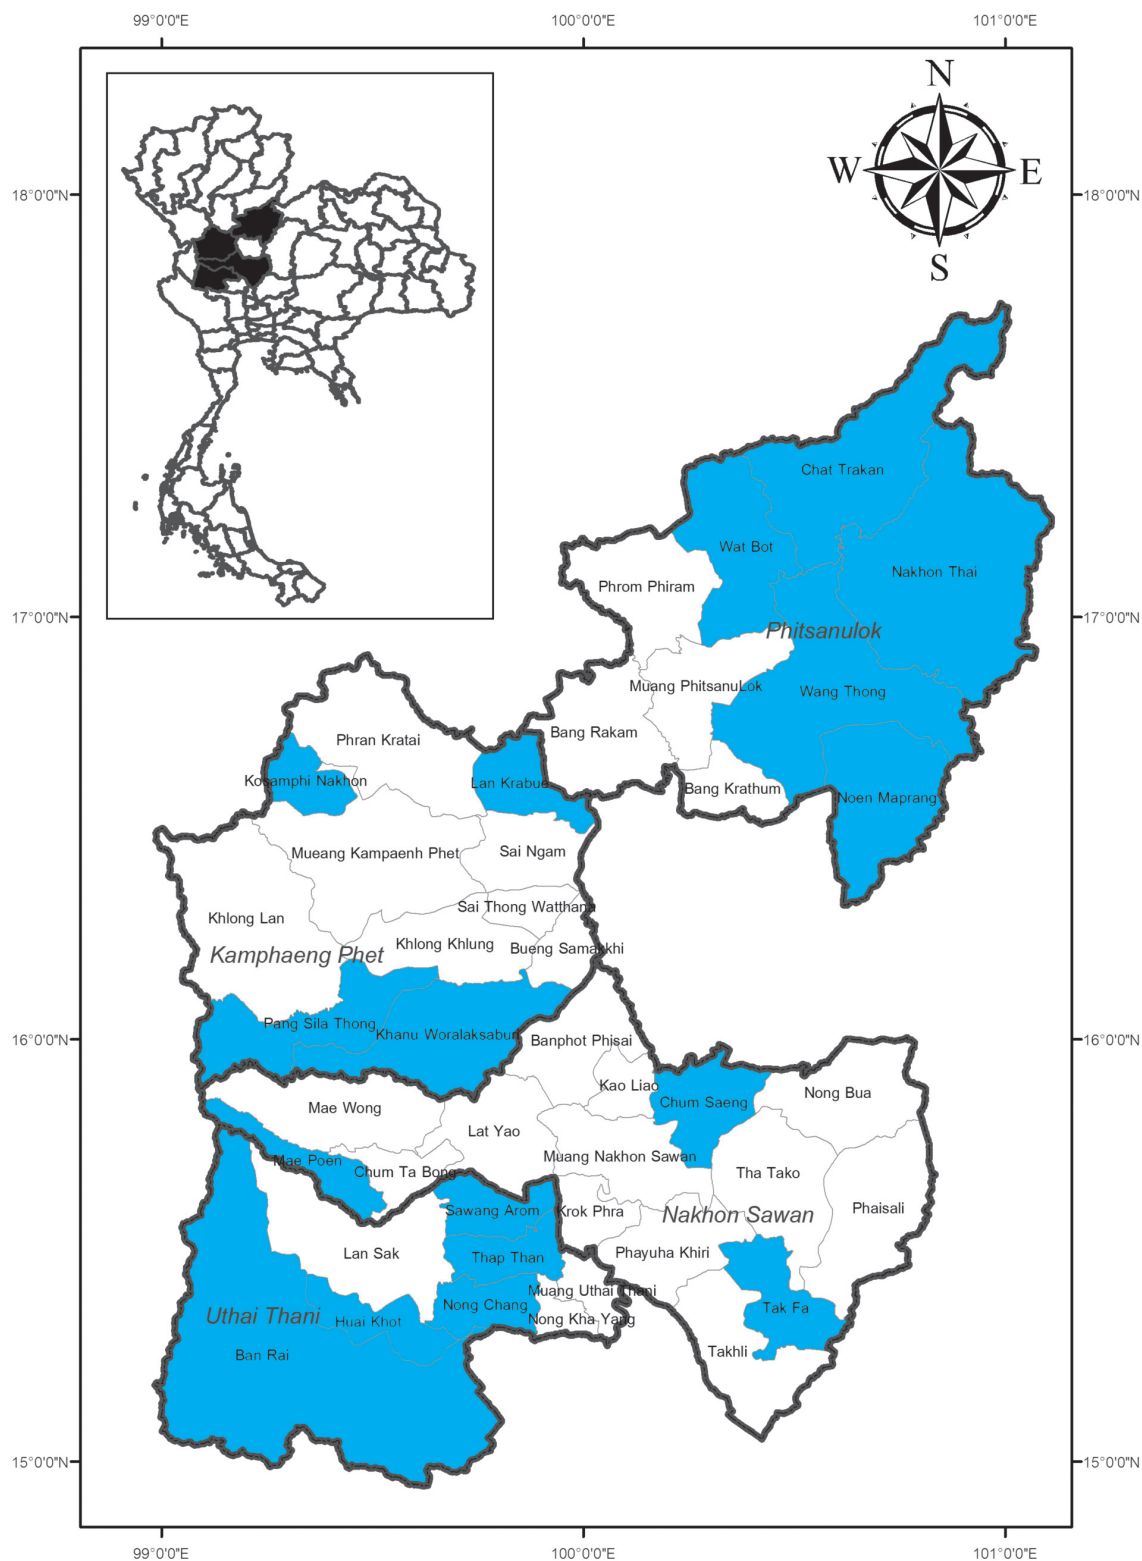 99°0'0"E
100°0'0"E
101°0'0"E
N
W
E
S
18°0'0"N
18°0'0"N
Chat Trakan
Wat Bot
Nakhon Thai
Phrom Phiram
17°0'0"N
17°0'0"N
Phitsanulok
Muang PhitsanuLok
Wang Thong
Bang Rakam
Phran Kratai
Kosamphi Nakhon
Lan Krabue
Bang Krathum
Noen Maprang
Mueang Kampaenh Phet
Sai Ngam
Sai Thong Watthana
Khlong Lan
Khlong Khlung
Bueng Samakkhi
Kamphaeng Phet
Pang Sila Thong
Khanu Woralaksaburi
16°0'0"N
16°0'0"N
Banphot Phisai
Kao Liao
Nong Bua
Chum Saeng
Mae Wong
Lat Yao
Muang Nakhon Sawan
Mae Poen
Chum Ta Bong
Tha Tako
Sawang Arom
Krok Phra
Nakhon Sawan
Phaisali
Lan Sak
Thap Than
Phayuha Khiri
Muang Uthai Thani
Nong Chang
Tak Fa
Uthai Thani
Huai Khot
Nong Kha Yang
Ban Rai
Takhli
15°0'0"N
15°0'0"N
99°0'0"E
100°0'0"E
101°0'0"E